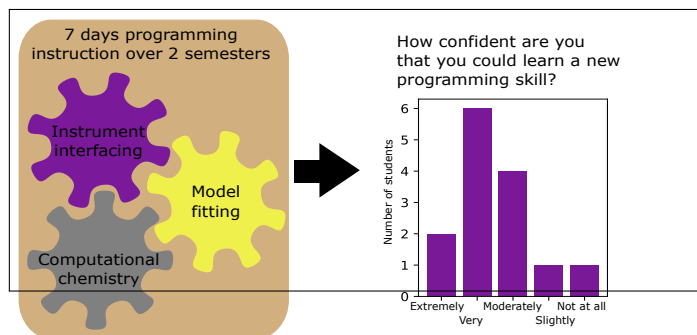 7 days programming
instruction over 2 semesters
Instrument
interfacing
Model
fitting
Computational
chemistry
How confident are you
that you could learn a new
programming skill?
Number of students
6
5
4
3
2
1
0
Extremely
Very
Moderately
Slightly
Not at all